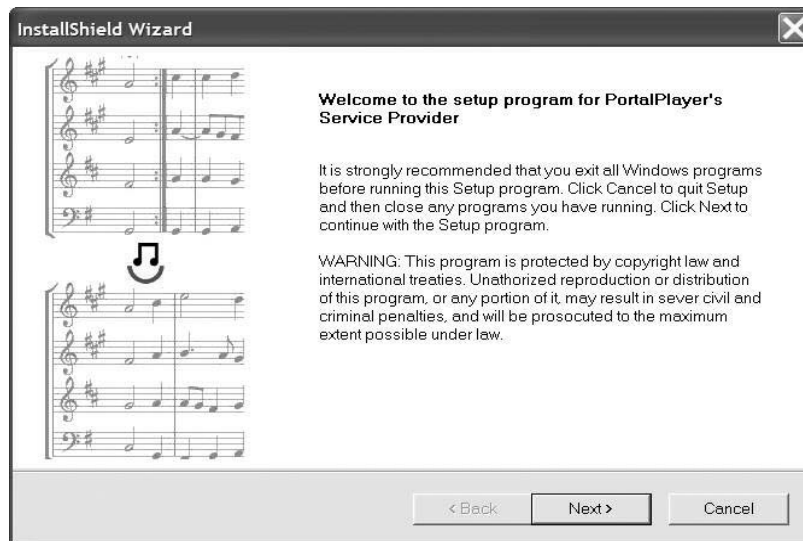 InstallShield Wizard
Welcome to the setup program for PortalPlayer's
Service Provider
It is strongly recommended that you exit all Windows programs
before running this Setup program. Click Cancel to quit Setup
and then close any programs you have running. Click Next to
continue with the Setup program.
WARNING: This program is protected by copyright law and
international treaties. Unathorized reproduction or distribution
of this program, or any portion of it, may result in sever civil and
criminal penalties, and will be prosocuted to the maximum
extent possible under law.
< Back Next > Cancel